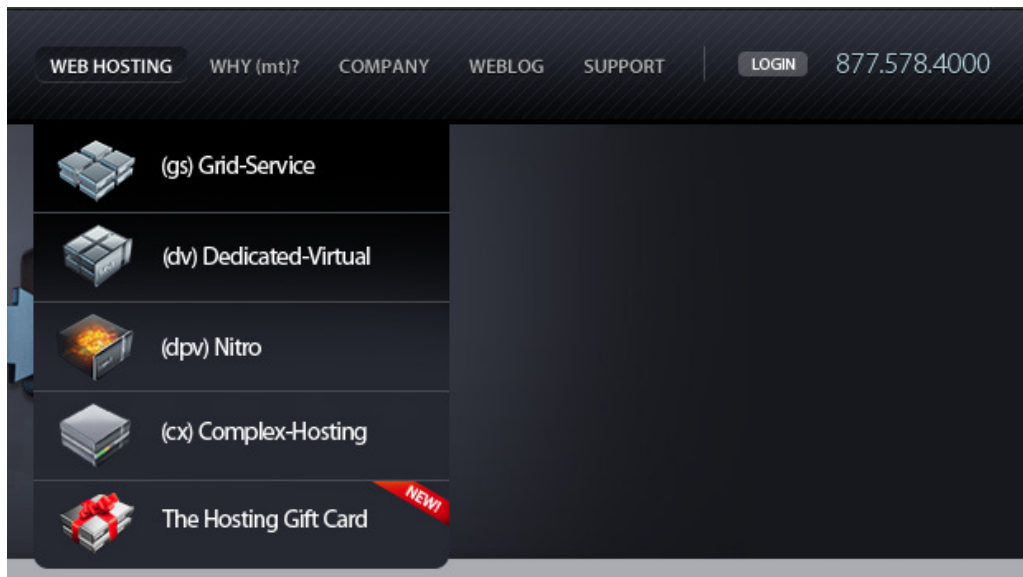 WEB HOSTING WHY (mt)? COMPANY WEBLOG SUPPORT LOGIN 877.578.4000
(gs) Grid-Service
(dv) Dedicated-Virtual
(dpv) Nitro
(cx) Complex-Hosting
NEW!
The Hosting Gift Card